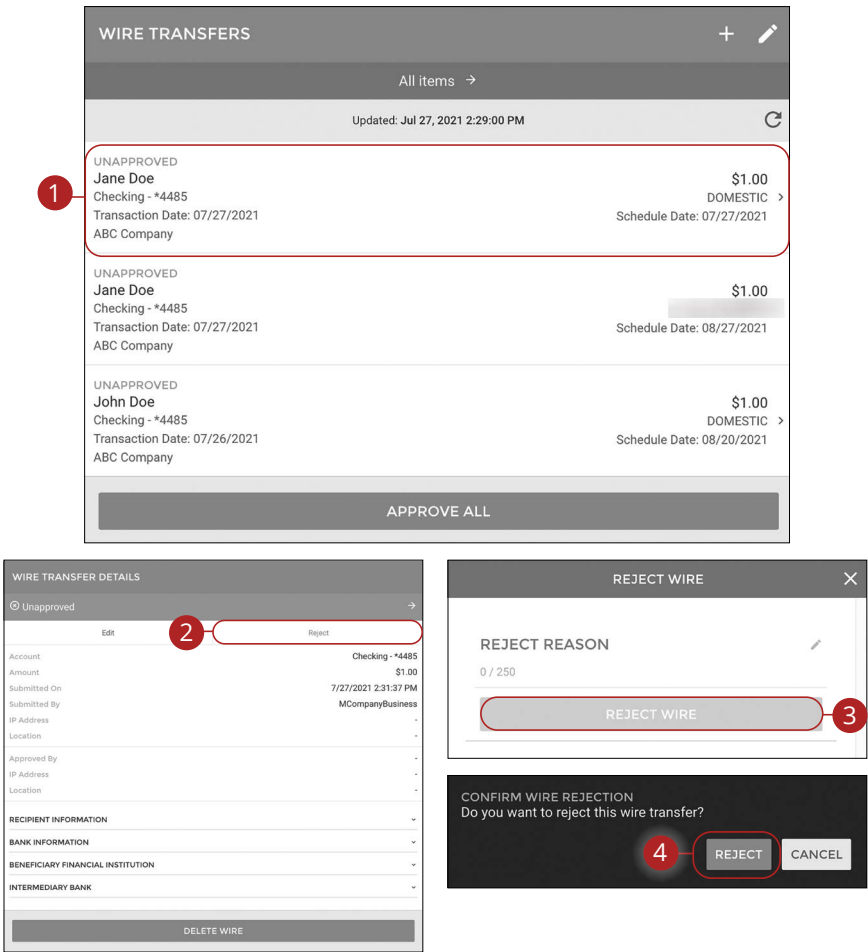 WIRE TRANSFERS
All items
Updated: Jul 27, 2021 2:29:00 PM
1
UNAPPROVED
Jane Doe
$1.00
Checking - *4485
DOMESTIC
Transaction Date: 07/27/2021
Schedule Date: 07/27/2021
ABC Company
UNAPPROVED
Jane Doe
$1.00
Checking - *4485
Transaction Date: 07/27/2021
Schedule Date: 08/27/2021
ABC Company
UNAPPROVED
John Doe
$1.00
Checking - *4485
DOMESTIC
Transaction Date: 07/26/2021
Schedule Date: 08/20/2021
ABC Company
APPROVE ALL
WIRE TRANSFER DETAILS
Unapproved
Edit
2
Reject
Account Checking - *4485
Amount $1.00
Submitted On 7/27/2021 2:31:37 PM
Submitted By MCompanyBusiness
IP Address -
Location -
Approved By -
IP Address -
Location -
RECIPIENT INFORMATION
BANK INFORMATION
BENEFICIARY FINANCIAL INSTITUTION
INTERMEDIARY BANK
DELETE WIRE
REJECT WIRE
REJECT REASON
0 / 250
REJECT WIRE
3
CONFIRM WIRE REJECTION
Do you want to reject this wire transfer?
4
REJECT
CANCEL